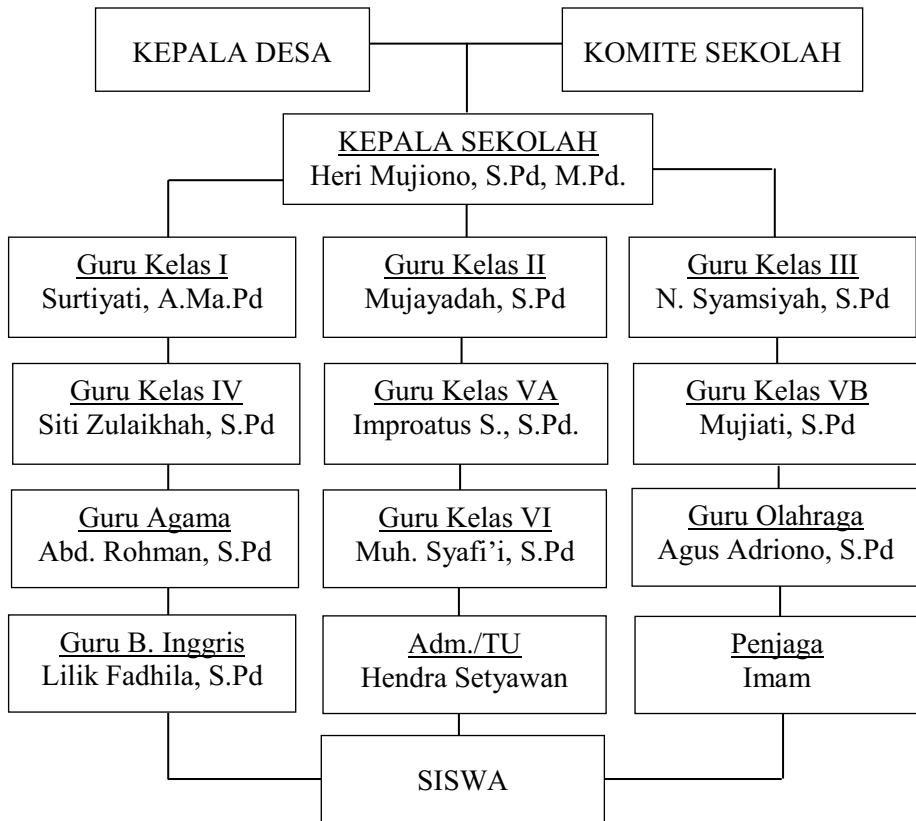 KEPALA DESA
KOMITE SEKOLAH
KEPALA SEKOLAH
Heri Mujiono, S.Pd, M.Pd.
Guru Kelas I
Surtiyati, A.Ma.Pd
Guru Kelas II
Mujayadah, S.Pd
Guru Kelas III
N. Syamsiyah, S.Pd
Guru Kelas IV
Siti Zulaikhah, S.Pd
Guru Kelas VA
Improatus S., S.Pd.
Guru Kelas VB
Mujiati, S.Pd
Guru Agama
Abd. Rohman, S.Pd
Guru Kelas VI
Muh. Syafi’i, S.Pd
Guru Olahraga
Agus Adriono, S.Pd
Guru B. Inggris
Lilik Fadhila, S.Pd
Adm./TU
Hendra Setyawan
Penjaga
Imam
SISWA